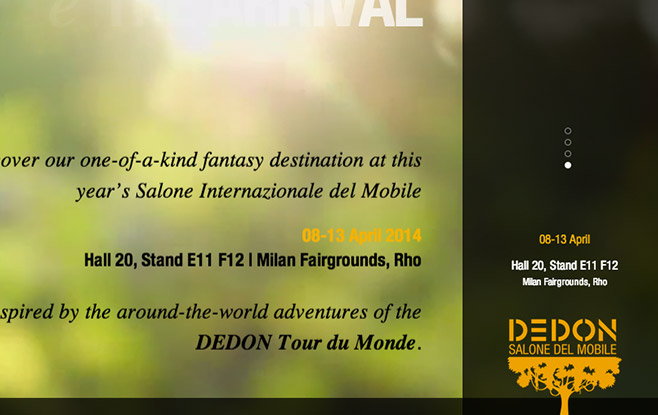 ARRIVAL
over our one-of-a-kind fantasy destination at this
year's Salone Internazionale del Mobile
08-13 April 2014
Hall 20, Stand E11 F12 | Milan Fairgrounds, Rho
spired by the around-the-world adventures of the
DEDON Tour du Monde.
08-13 April
Hall 20, Stand E11 F12
Milan Fairgrounds, Rho
DEDON
SALONE DEL MOBILE